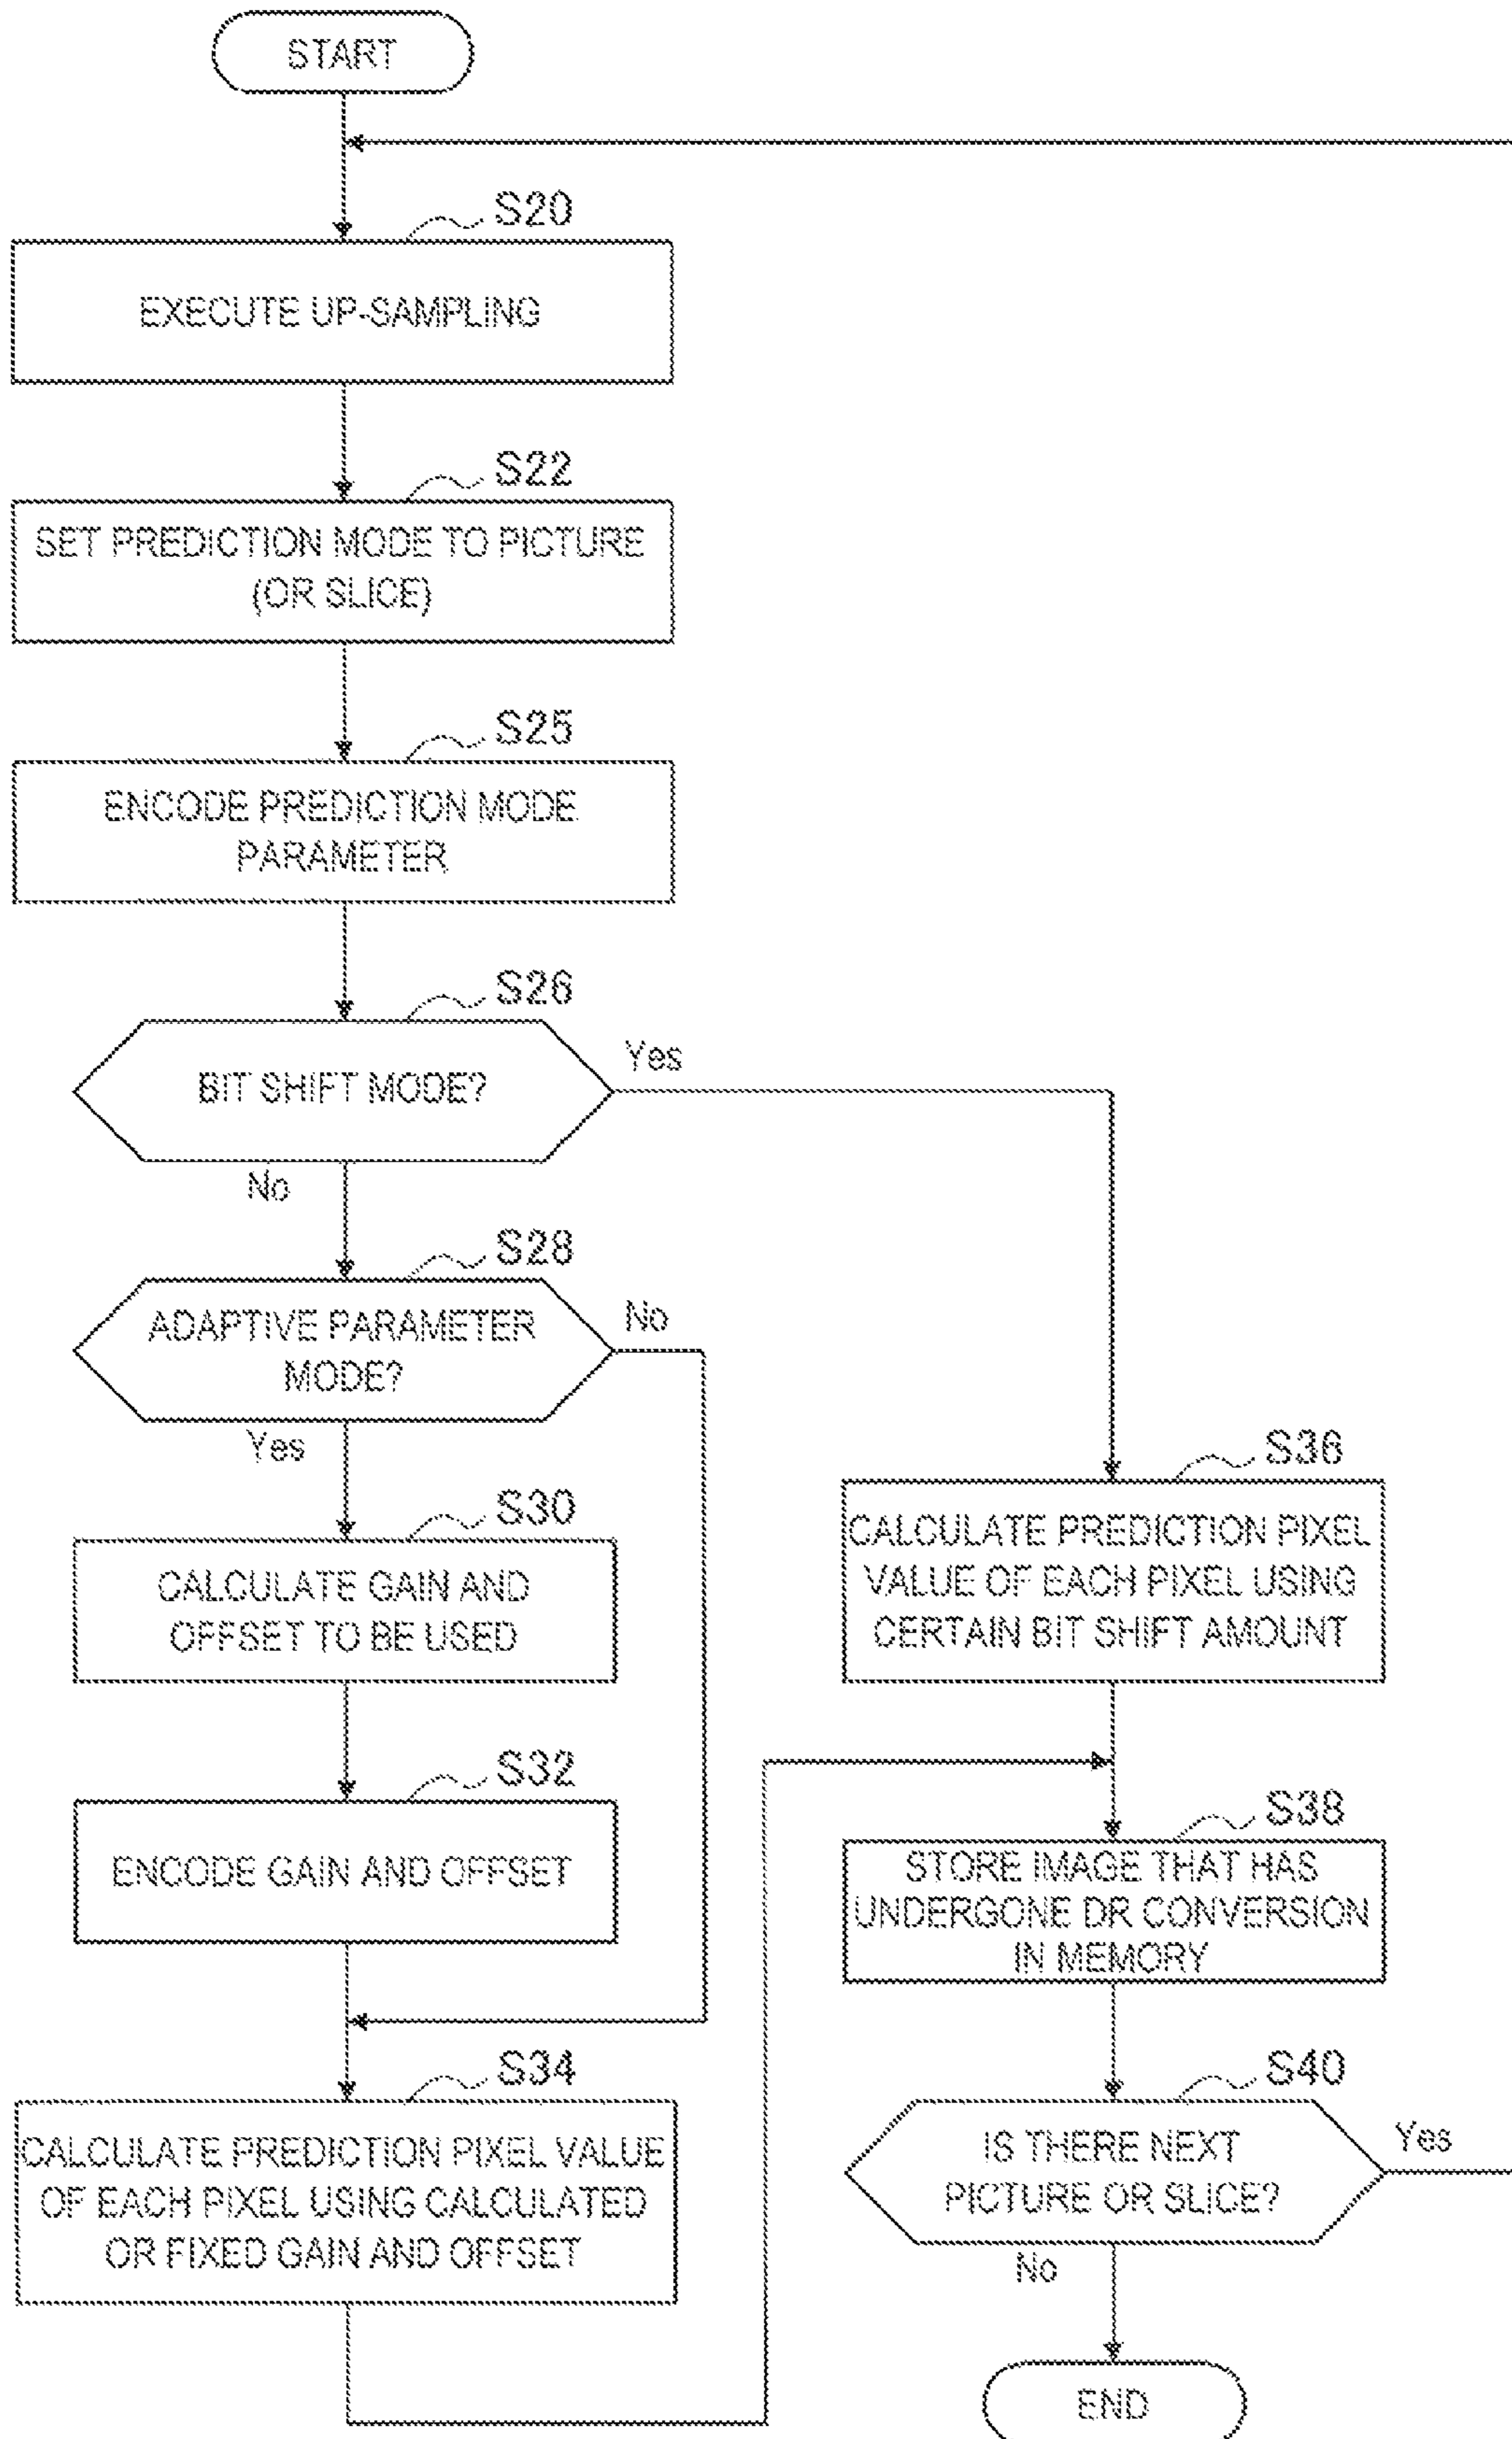 START
S20
EXECUTE UP-SAMPLING
S22
SET PREDICTION MODE TO PICTURE
(OR SLICE)
S25
ENCODE PREDICTION MODE
PARAMETER
S26
BIT SHIFT MODE?
Yes
No
S28
ADAPTIVE PARAMETER
MODE?
No
Yes
S30
CALCULATE GAIN AND
OFFSET TO BE USED
S32
ENCODE GAIN AND OFFSET
S34
CALCULATE PREDICTION PIXEL VALUE
OF EACH PIXEL USING CALCULATED
OR FIXED GAIN AND OFFSET
S36
CALCULATE PREDICTION PIXEL
VALUE OF EACH PIXEL USING
CERTAIN BIT SHIFT AMOUNT
S38
STORE IMAGE THAT HAS
UNDERGONE DR CONVERSION
IN MEMORY
S40
IS THERE NEXT
PICTURE OR SLICE?
Yes
No
END